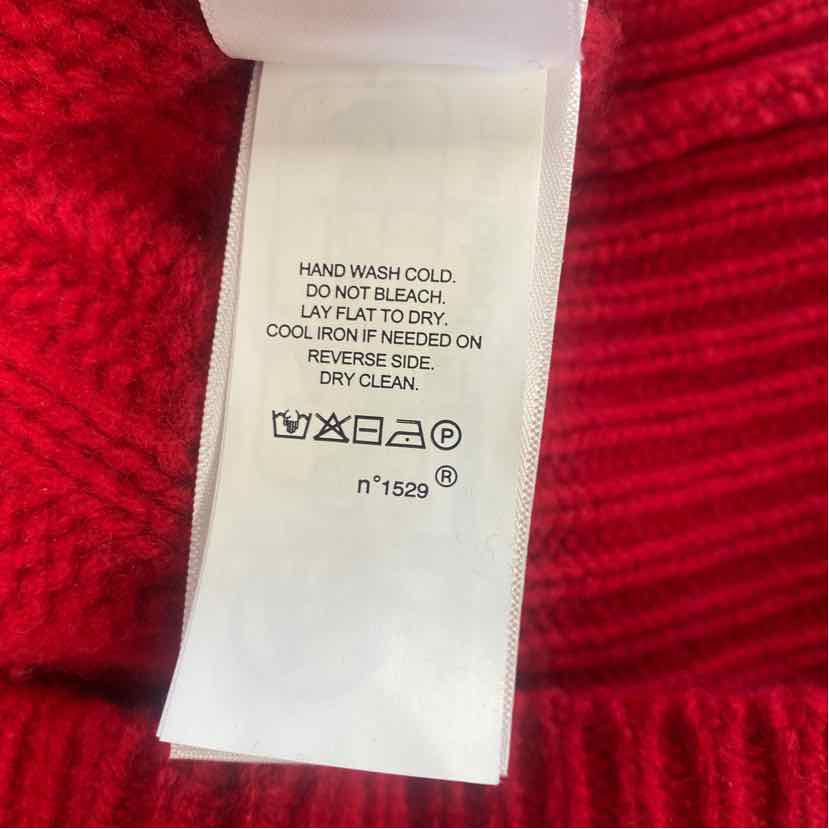 HAND WASH COLD.
DO NOT BLEACH.
LAY FLAT TO DRY.
COOL IRON IF NEEDED ON
REVERSE SIDE.
DRY CLEAN.
P
n°1529 ®